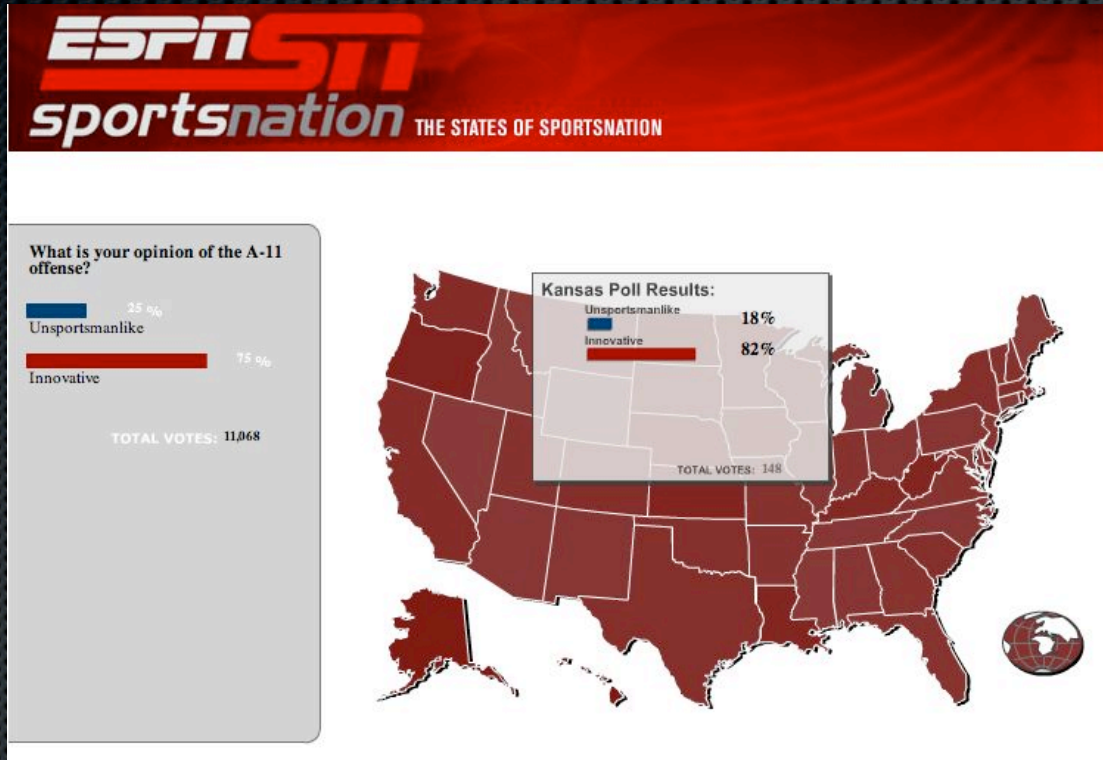 ESPN SN
sportsnation THE STATES OF SPORTSNATION
What is your opinion of the A-11
offense?
25 %
Unsportsmanlike
75 %
Innovative
TOTAL VOTES: 11,068
Kansas Poll Results:
Unsportsmanlike
18%
Innovative
82%
TOTAL VOTES: 148